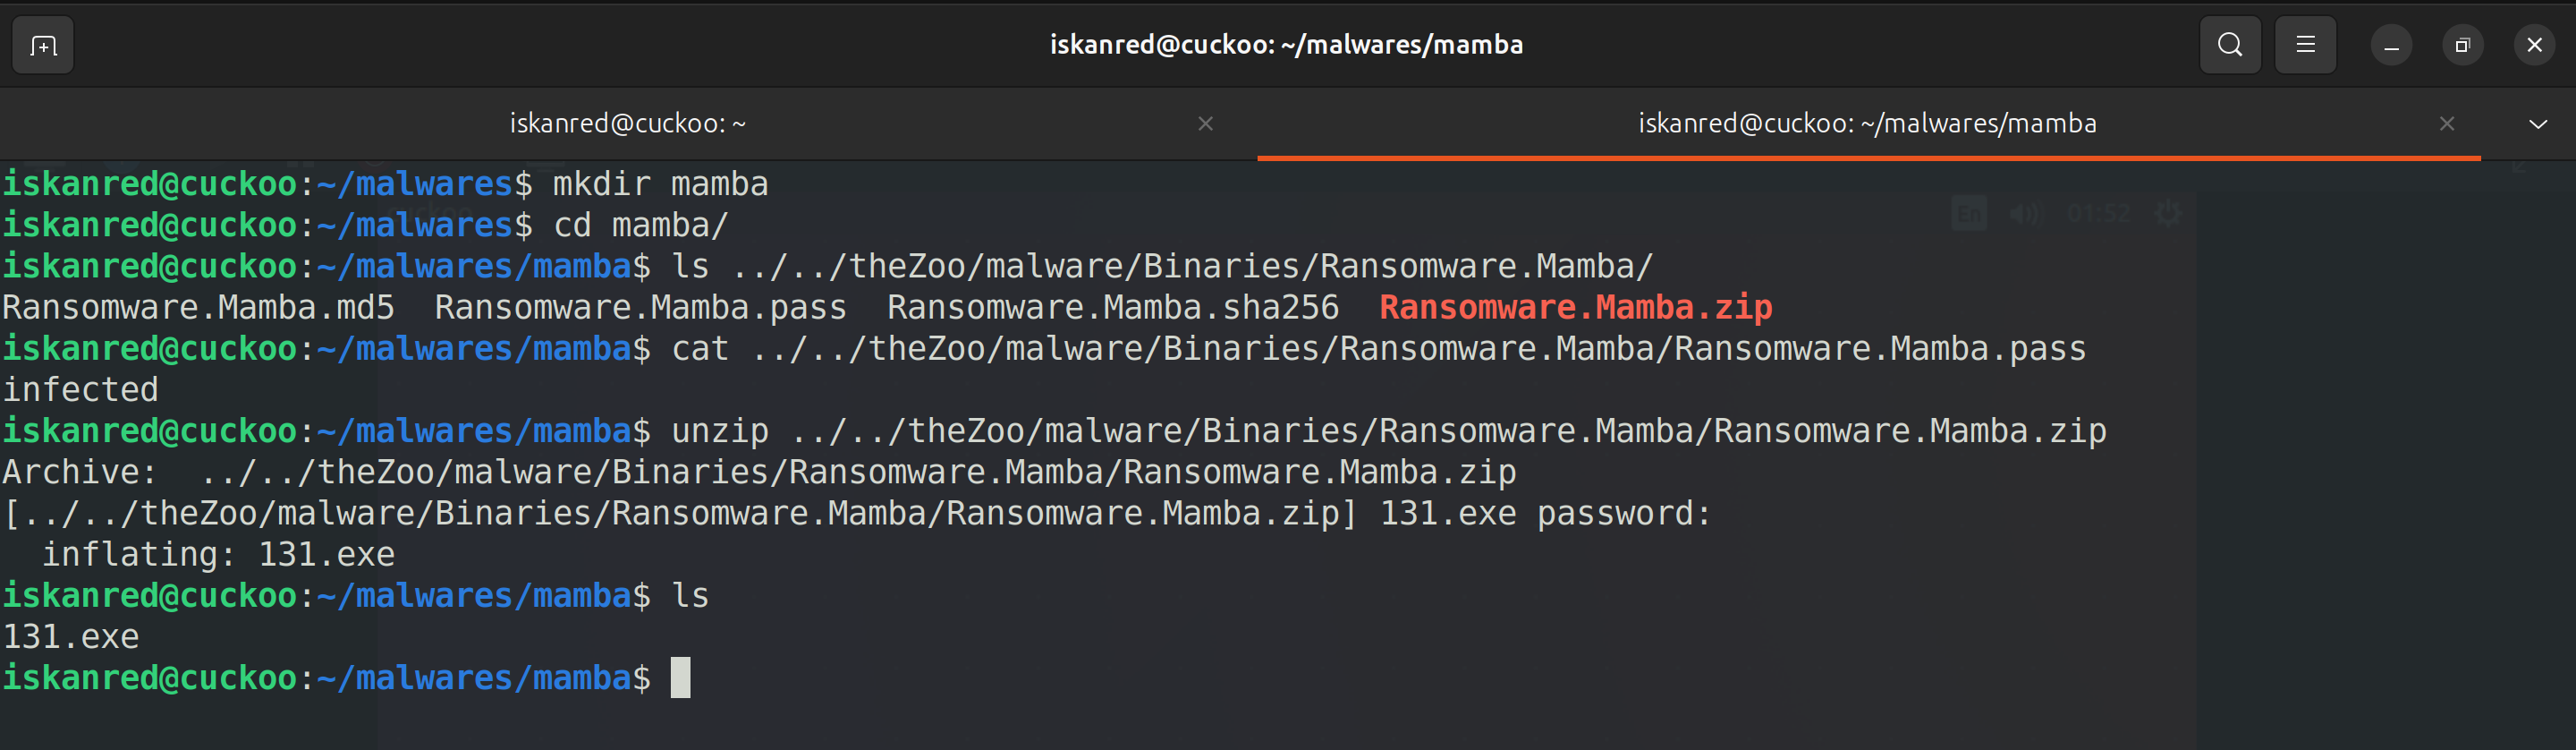 iskanred@cuckoo: ~/malwares/mamba
iskanred@cuckoo: ~
iskanred@cuckoo: ~/malwares/mamba
En 01:52
iskanred@cuckoo:~/malwares$ mkdir mamba
iskanred@cuckoo:~/malwares$ cd mamba/
iskanred@cuckoo:~/malwares/mamba$ ls ../../theZoo/malware/Binaries/Ransomware.Mamba/
Ransomware.Mamba.md5  Ransomware.Mamba.pass  Ransomware.Mamba.sha256  Ransomware.Mamba.zip
iskanred@cuckoo:~/malwares/mamba$ cat ../../theZoo/malware/Binaries/Ransomware.Mamba/Ransomware.Mamba.pass
infected
iskanred@cuckoo:~/malwares/mamba$ unzip ../../theZoo/malware/Binaries/Ransomware.Mamba/Ransomware.Mamba.zip
Archive:  ../../theZoo/malware/Binaries/Ransomware.Mamba/Ransomware.Mamba.zip
[../../theZoo/malware/Binaries/Ransomware.Mamba/Ransomware.Mamba.zip] 131.exe password:
  inflating: 131.exe
iskanred@cuckoo:~/malwares/mamba$ ls
131.exe
iskanred@cuckoo:~/malwares/mamba$